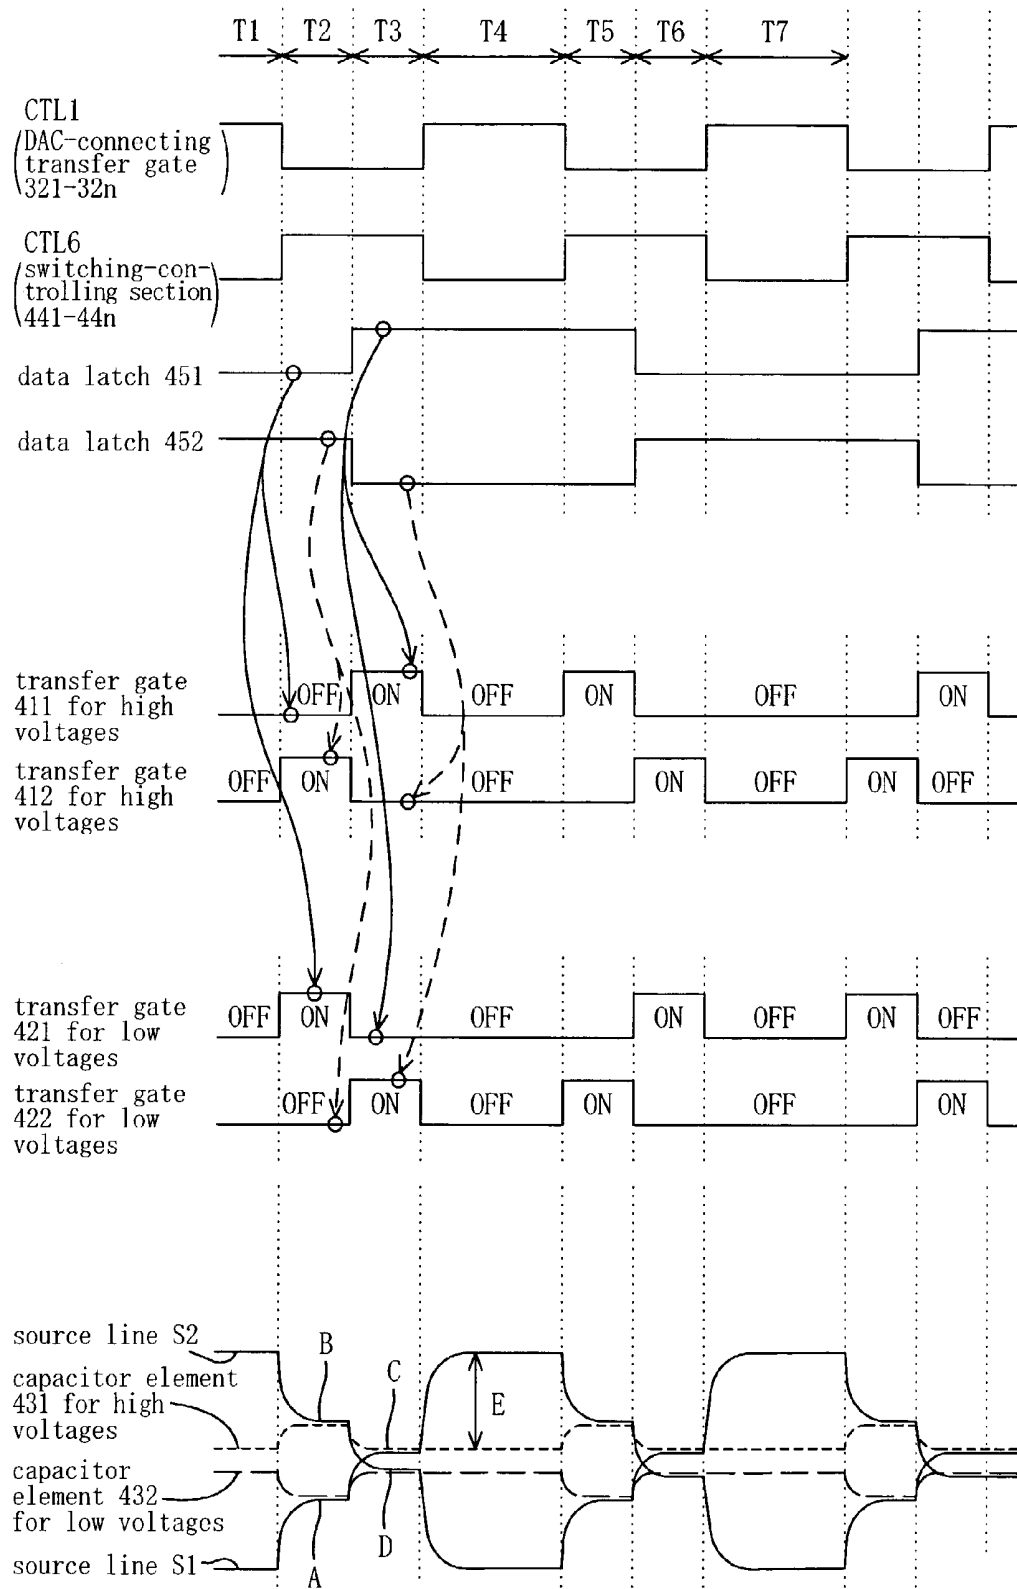 T1 T2 T3 T4 T5 T6 T7
CTL1
(DAC-connecting
transfer gate
321-32n)
CTL6
(switching-con-
trolling section
441-44n)
data latch 451
data latch 452
transfer gate
411 for high
voltages
OFF ON OFF ON OFF ON
transfer gate
412 for high
voltages
OFF ON OFF ON OFF ON OFF
transfer gate
421 for low
voltages
OFF ON OFF ON OFF ON OFF
transfer gate
422 for low
voltages
OFF ON OFF ON OFF ON
source line S2
B
capacitor element
431 for high
voltages
C
E
capacitor
element 432
for low voltages
D
source line S1
A